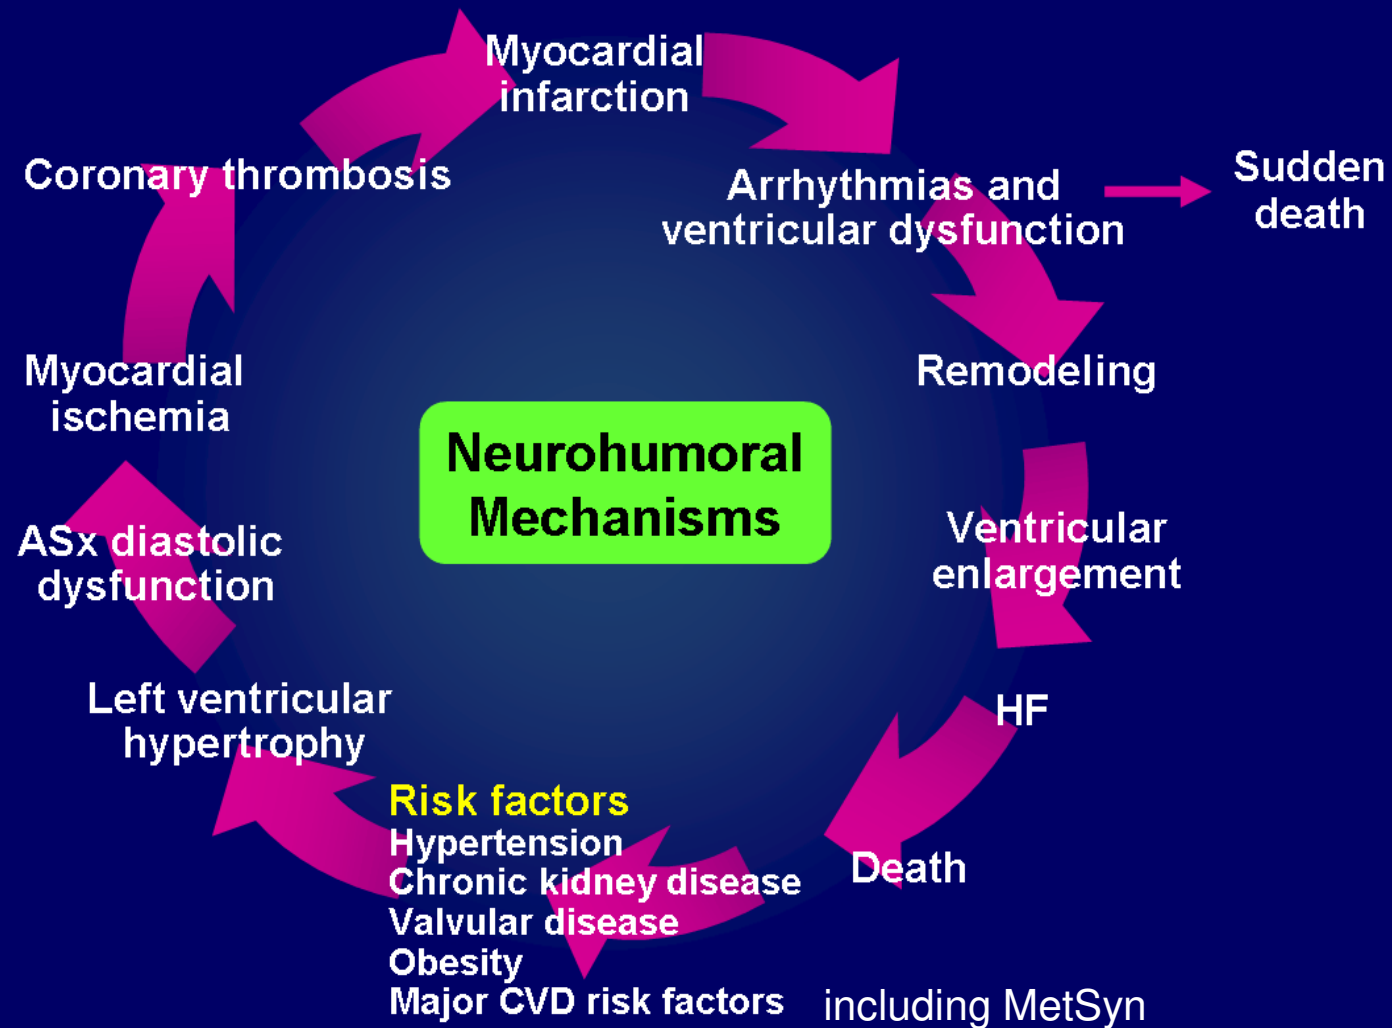 Myocardial
infarction
Arrhythmias and
ventricular dysfunction
Sudden
death
Remodeling
Ventricular
enlargement
HF
Death
Risk factors
Hypertension
Chronic kidney disease
Valvular disease
Obesity
Major CVD risk factors including MetSyn
Left ventricular
hypertrophy
ASx diastolic
dysfunction
Myocardial
ischemia
Coronary thrombosis
Neurohumoral
Mechanisms